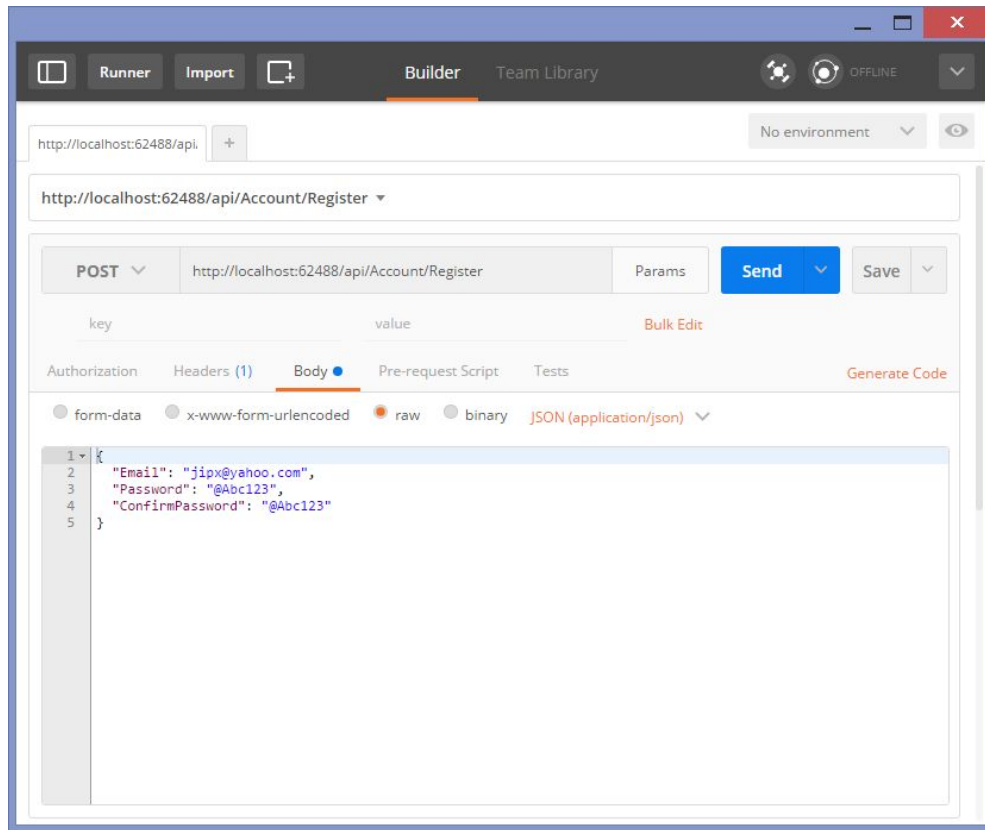 Runner Import Builder Team Library OFFLINE
http://localhost:62488/api. + No environment
http://localhost:62488/api/Account/Register
POST http://localhost:62488/api/Account/Register Params Send Save
key value Bulk Edit
Authorization Headers (1) Body Pre-request Script Tests Generate Code
form-data x-www-form-urlencoded raw binary JSON (application/json)
1 {
2 "Email": "jipx@yahoo.com",
3 "Password": "@Abc123",
4 "ConfirmPassword": "@Abc123"
5 }